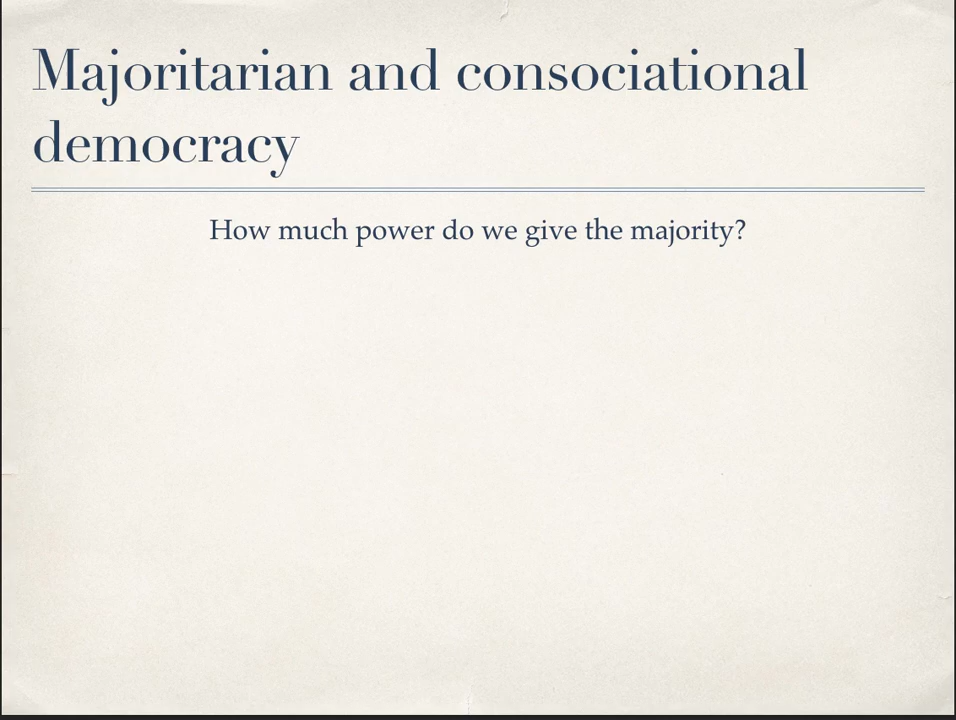 Majoritarian and consociational
democracy
How much power do we give the majority?